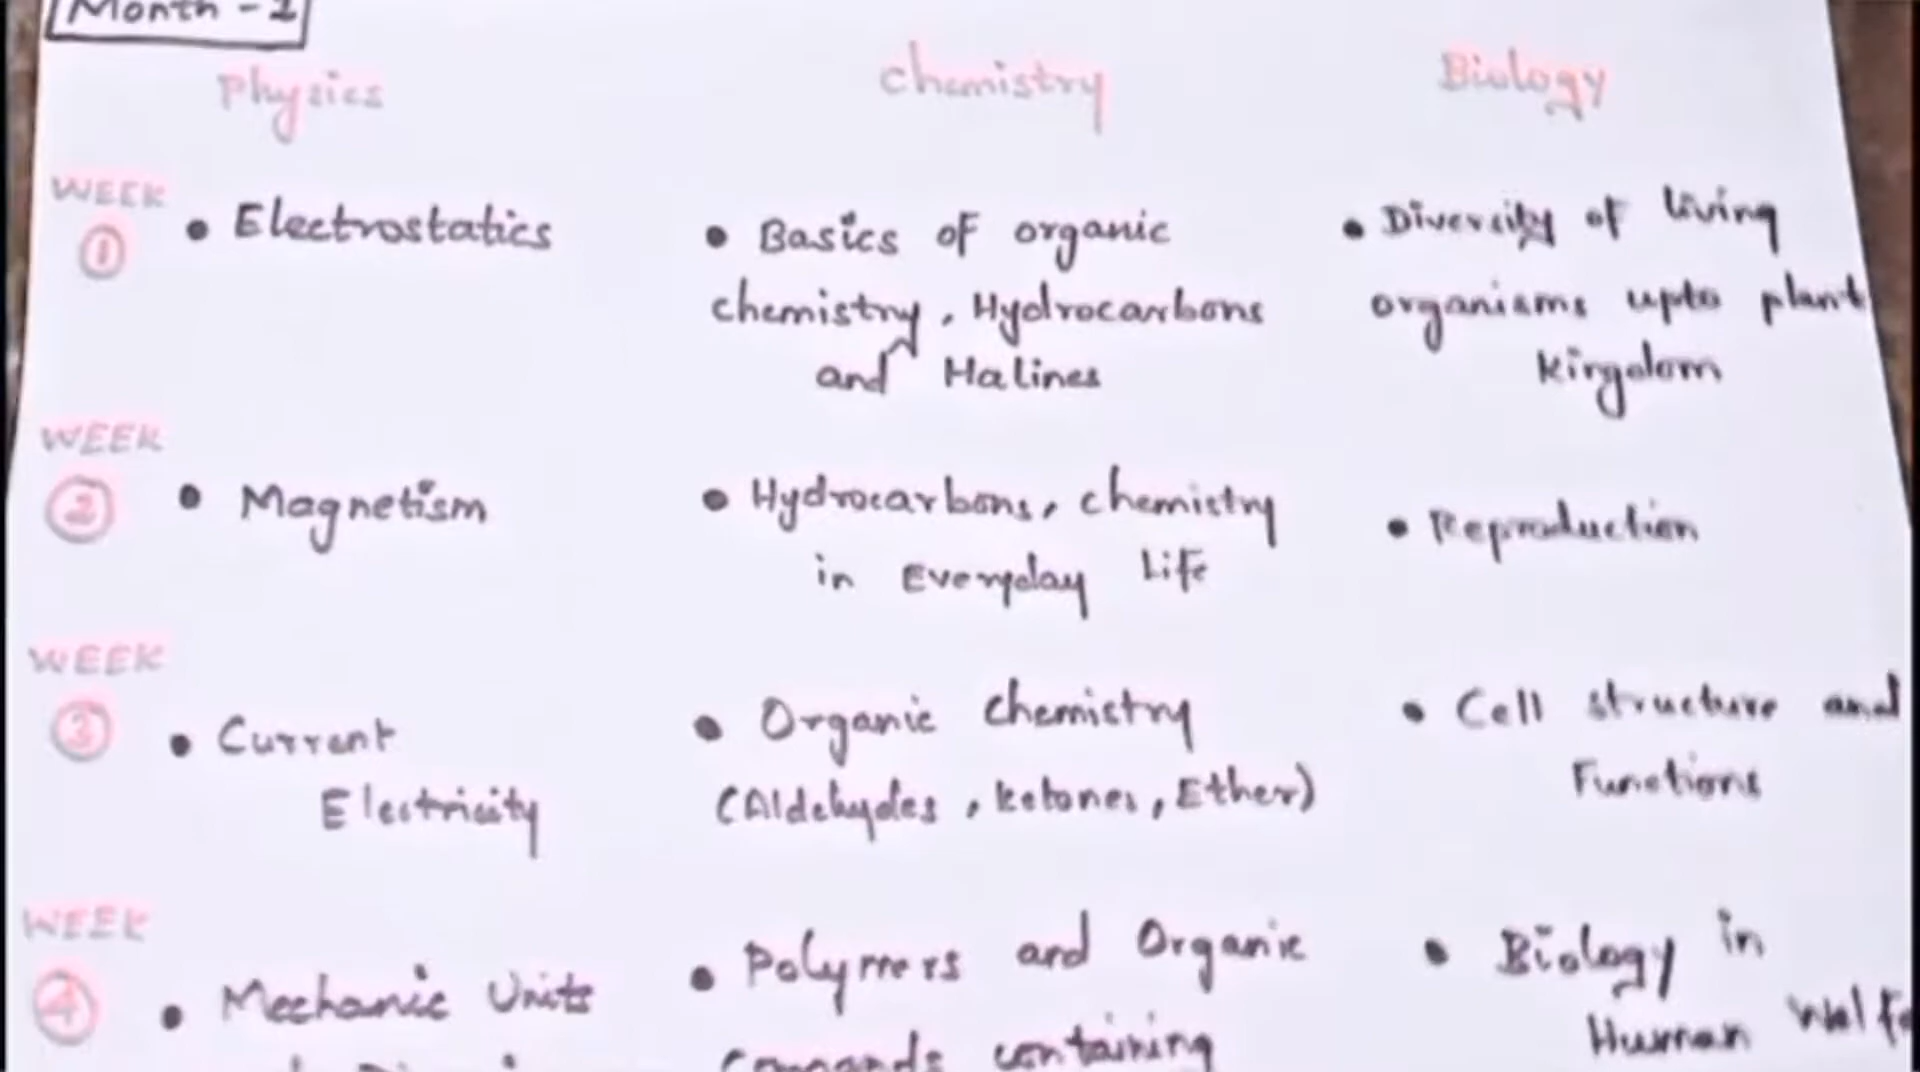 Month - 1
Physics chemistry Biology
WEEK 1
• Electrostatics
• Basics of organic
chemistry, Hydrocarbons
and Halines
• Diversity of living
organisms upto plant
kingdom
WEEK 2
• Magnetism
• Hydrocarbons, chemistry
in Everyday Life
• Reproduction
WEEK 3
• Current
Electricity
• Organic chemistry
(Aldehydes, ketones, Ether)
• Cell structure and
Functions
WEEK 4
• Mechanic Units
• Polymers and Organic
containing
• Biology in
Human